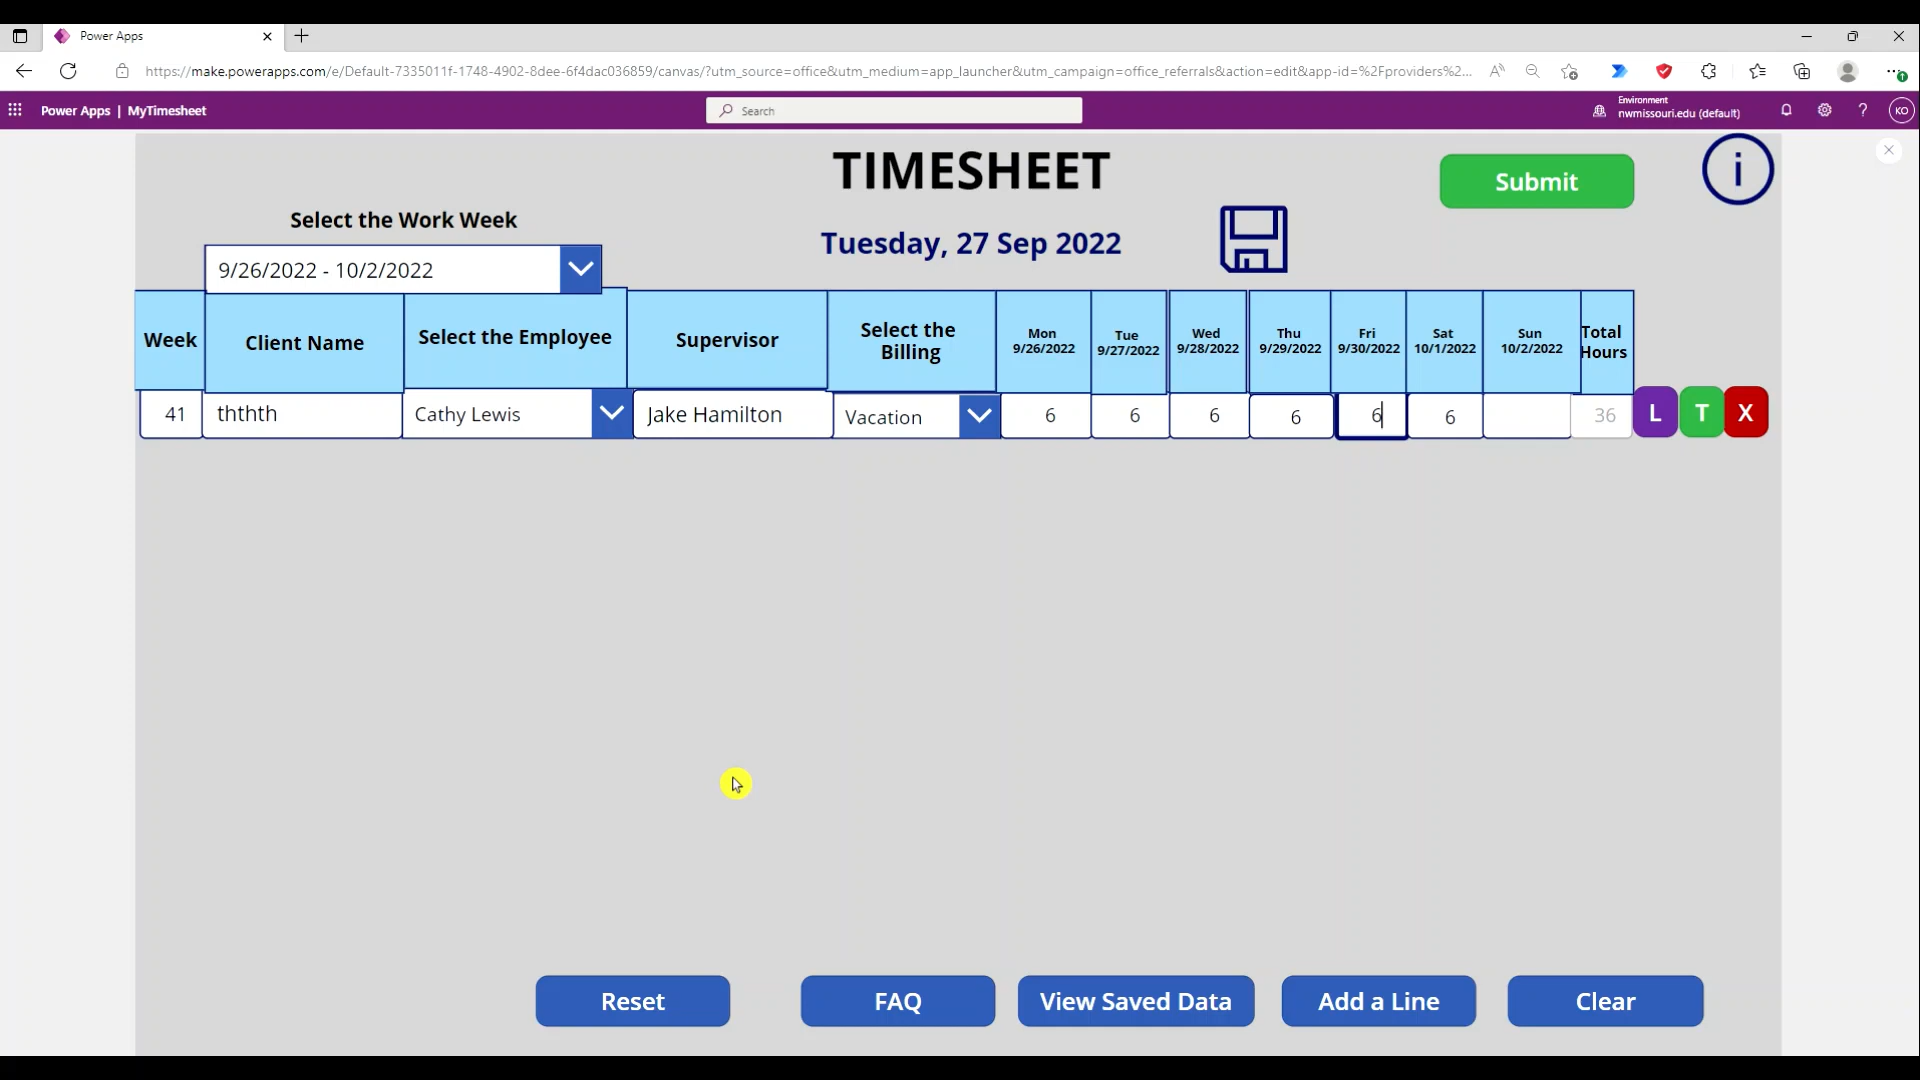 Power Apps
https://make.powerapps.com/e/Default-7335011f-1748-4902-8dee-6f4dac036859/canvas/?utm_source=office&utm_medium=app_launcher&utm_campaign=office_referrals&action=edit&app-id=%2Fproviders%2...
Power Apps | MyTimesheet
Search
Environment
nwmissouri.edu (default)
?
KO
TIMESHEET
Submit
i
Select the Work Week
Tuesday, 27 Sep 2022
9/26/2022 - 10/2/2022
Week
Client Name
Select the Employee
Supervisor
Select the
Billing
Mon
9/26/2022
Tue
9/27/2022
Wed
9/28/2022
Thu
9/29/2022
Fri
9/30/2022
Sat
10/1/2022
Sun
10/2/2022
Total
Hours
41 ththth Cathy Lewis Jake Hamilton Vacation 6 6 6 6 6 6 36 L T X
Reset FAQ View Saved Data Add a Line Clear